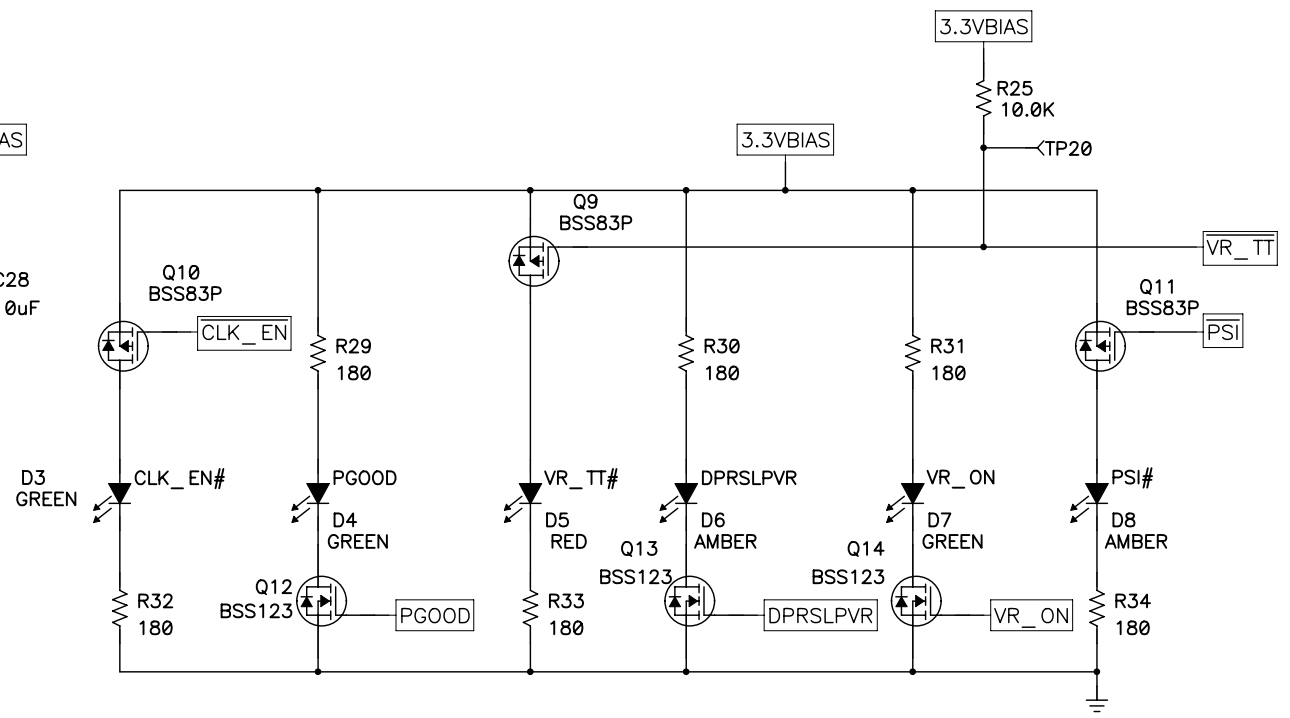 3.3VBIAS
R25
10.0K
AS
3.3VBIAS
TP20
Q9
BSS83P
VR_TT
C28
0uF
Q10
BSS83P
CLK_EN
Q11
BSS83P
PSI
R29
180
R30
180
R31
180
D3
GREEN
CLK_EN#
PGOOD
D4
GREEN
VR_TT#
D5
RED
DPRSLPVR
D6
AMBER
VR_ON
D7
GREEN
PSI#
D8
AMBER
R32
180
Q12
BSS123
PGOOD
R33
180
Q13
BSS123
DPRSLPVR
Q14
BSS123
VR_ON
R34
180